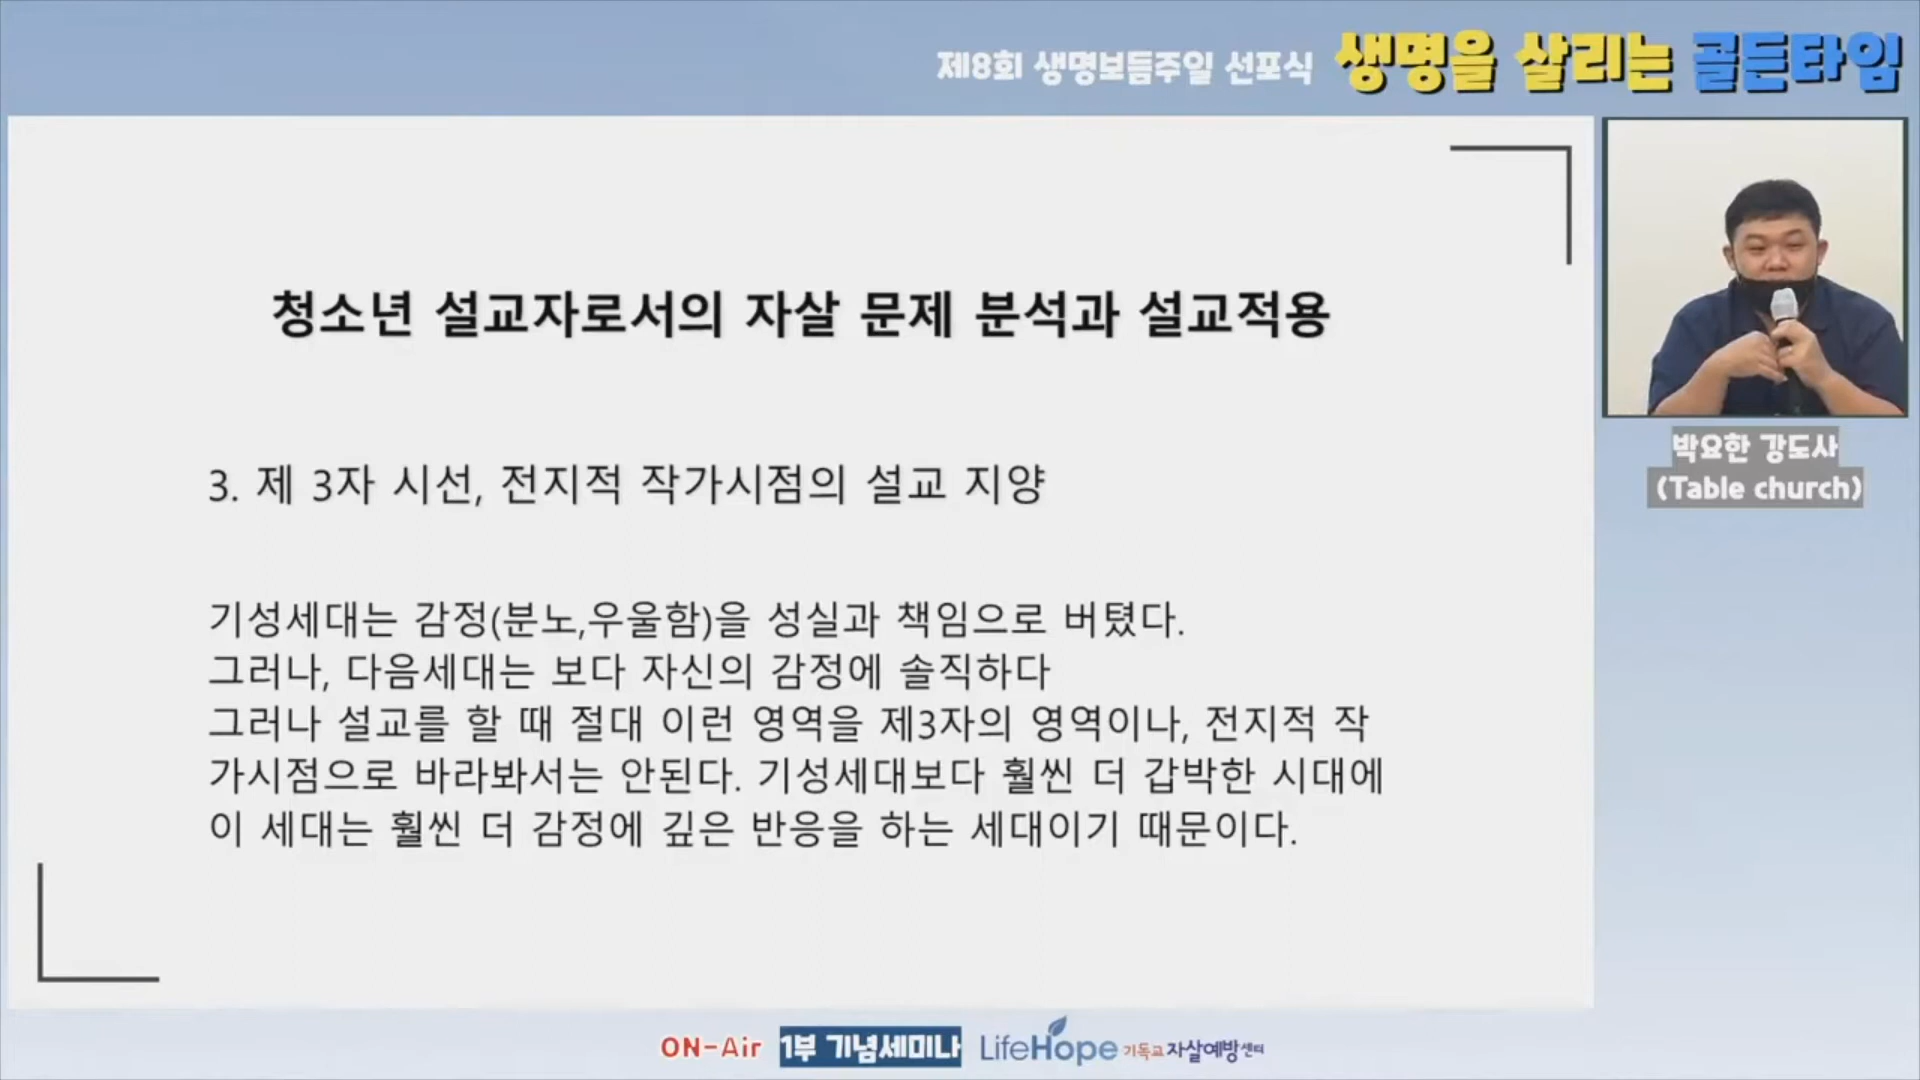 제8회 생명보듬주일 선포식 생명을 살리는 골든타임
청소년 설교자로서의 자살 문제 분석과 설교적용
3. 제 3자 시선, 전지적 작가시점의 설교 지양
기성세대는 감정(분노,우울함)을 성실과 책임으로 버텼다.
그러나, 다음세대는 보다 자신의 감정에 솔직하다
그러나 설교를 할 때 절대 이런 영역을 제3자의 영역이나, 전지적 작
가시점으로 바라봐서는 안된다. 기성세대보다 훨씬 더 갑박한 시대에
이 세대는 훨씬 더 감정에 깊은 반응을 하는 세대이기 때문이다.
박요한 강도사
(Table church)
ON-Air 1부 기념세미나 LifeHope 기독교자살예방센터